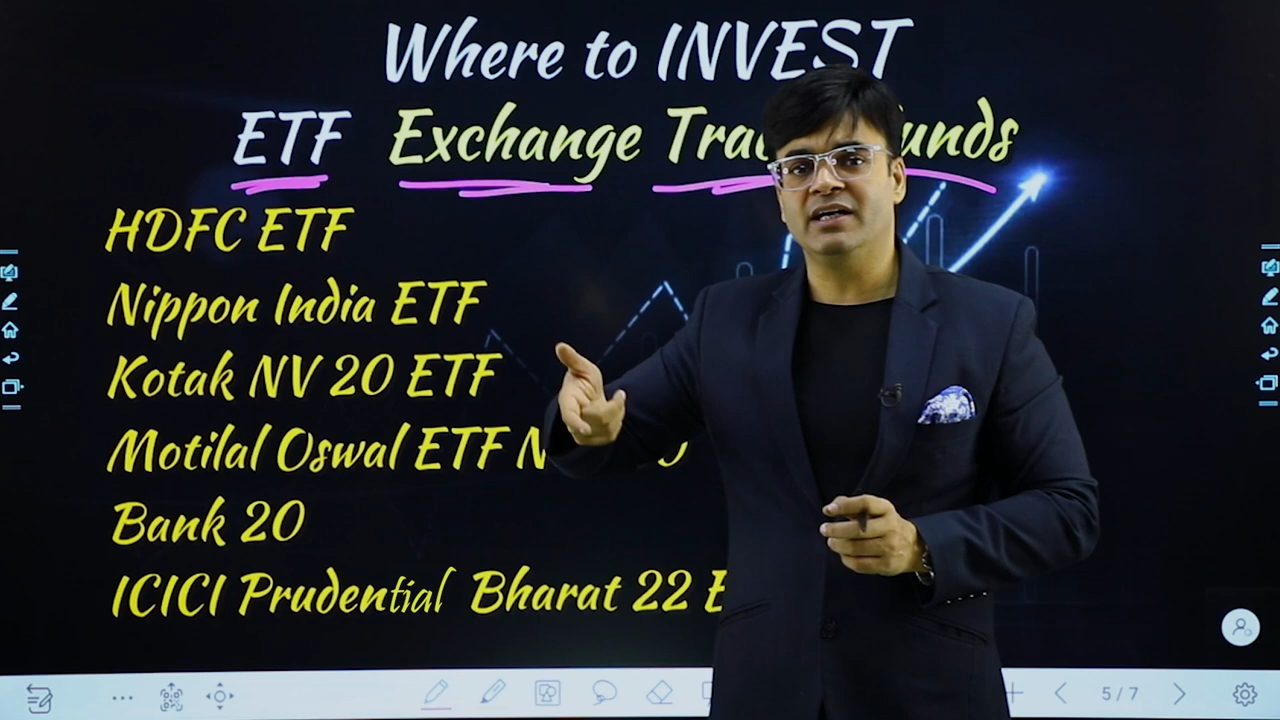 Where to INVEST
ETF Exchange
HDFC ETF
Nippon India ETF
Kotak NV 20 ETF
Motilal Oswal ETF
Bank 20
ICICI Prudential Bharat 22
5/7